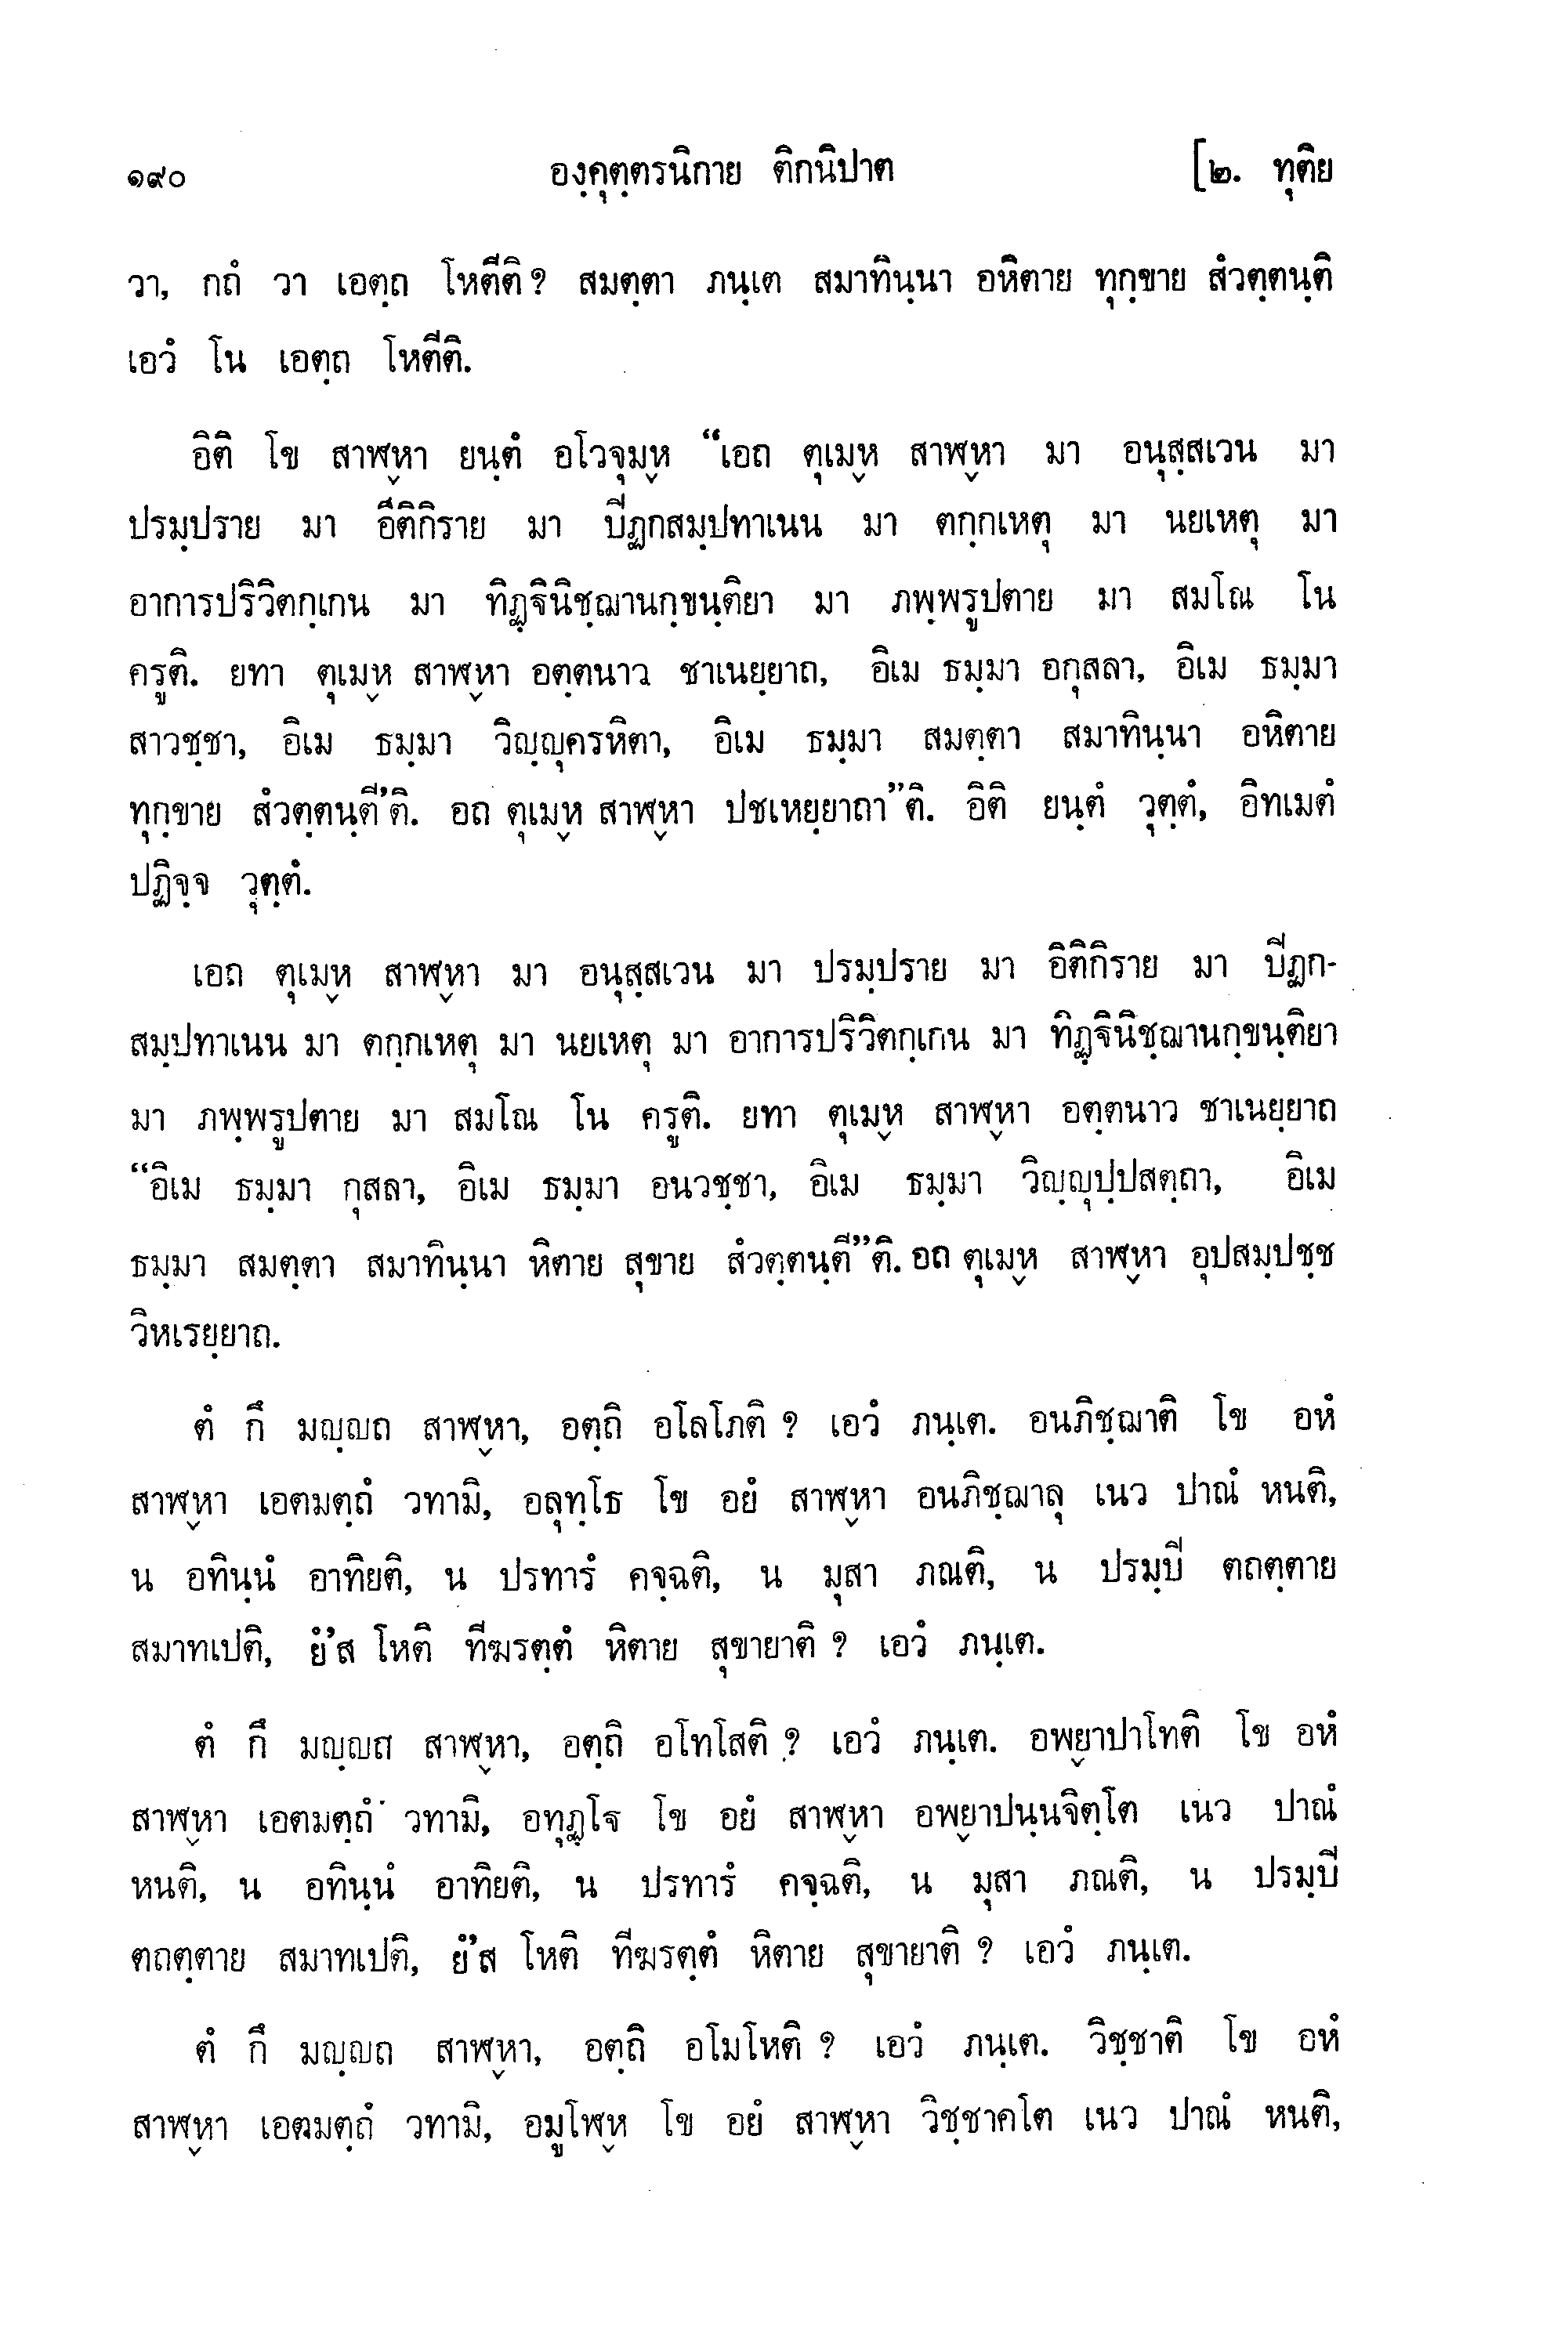 ๑๙๐ องฺคุตฺตรนิกาย ติกนิปาต [๒. ทุติย
วา, กถํ วา เอตฺถ โหตีติ? สมตฺตา ภนฺเต สมาทินฺนา อหิตาย ทุกฺขาย สํวตฺตนฺติ
เอวํ โน เอตฺถ โหตีติ.
อิติ โข สาฬฺหา ยนฺตํ อโวจุมฺห “เอถ ตุเมฺห สาฬฺหา มา อนุสฺสเวน มา
ปรมฺปราย มา อีติกิราย มา ปีฏกสมฺปทาเนน มา ตกฺกเหตุ มา นยเหตุ มา
อาการปริวิตกฺเกน มา ทิฏฺฐินิชฺฌานกฺขนฺติยา มา ภพฺพรูปตาย มา สมโณ โน
ครูติ. ยทา ตุเมฺห สาฬฺหา อตฺตนาว ชาเนยฺยาถ, อิเม ธมฺมา อกุสลา, อิเม ธมฺมา
สาวชฺชา, อิเม ธมฺมา วิญฺญุครหิตา, อิเม ธมฺมา สมตฺตา สมาทินฺนา อหิตาย
ทุกฺขาย สํวตฺตนฺตี’ติ. อถ ตุเมฺห สาฬฺหา ปชเหยฺยาถา”ติ. อิติ ยนฺตํ วุตฺตํ, อิทเมตํ
ปฏิจฺจ วุตฺตํ.
เอถ ตุเมฺห สาฬฺหา มา อนุสฺสเวน มา ปรมฺปราย มา อิติกิราย มา ปีฏก-
สมฺปทาเนน มา ตกฺกเหตุ มา นยเหตุ มา อาการปริวิตกฺเกน มา ทิฏฺฐินิชฺฌานกฺขนฺติยา
มา ภพฺพรูปตาย มา สมโณ โน ครูติ. ยทา ตุเมฺห สาฬฺหา อตฺตนาว ชาเนยฺยาถ
“อิเม ธมฺมา กุสลา, อิเม ธมฺมา อนวชฺชา, อิเม ธมฺมา วิญฺญุปฺปสตฺถา, อิเม
ธมฺมา สมตฺตา สมาทินฺนา หิตาย สุขาย สํวตฺตนฺตี”ติ. อถ ตุเมฺห สาฬฺหา อุปสมฺปชฺช
วิหเรยฺยาถ.
ตํ กึ มญฺญถ สาฬฺหา, อตฺถิ อโลโภติ ? เอวํ ภนฺเต. อนภิชฺฌาติ โข อหํ
สาฬฺหา เอตมตฺถํ วทามิ, อลุทฺโธ โข อยํ สาฬฺหา อนภิชฺฌาลุ เนว ปาณํ หนติ,
น อทินฺนํ อาทิยติ, น ปรทารํ คจฺฉติ, น มุสา ภณติ, น ปรมฺปี ตถตฺตาย
สมาทเปติ, ยํ’ส โหติ ทีฆรตฺตํ หิตาย สุขายาติ ? เอวํ ภนฺเต.
ตํ กึ มญฺญถ สาฬฺหา, อตฺถิ อโทโสติ ? เอวํ ภนฺเต. อพฺยาปาโทติ โข อหํ
สาฬฺหา เอตมตฺถํ วทามิ, อทุฏฺโฐ โข อยํ สาฬฺหา อพฺยาปนฺนจิตฺโต เนว ปาณํ
หนติ, น อทินฺนํ อาทิยติ, น ปรทารํ คจฺฉติ, น มุสา ภณติ, น ปรมฺปี
ตถตฺตาย สมาทเปติ, ยํ’ส โหติ ทีฆรตฺตํ หิตาย สุขายาติ ? เอวํ ภนฺเต.
ตํ กึ มญฺญถ สาฬฺหา, อตฺถิ อโมโหติ ? เอวํ ภนฺเต. วิชฺชาติ โข อหํ
สาฬฺหา เอตมตฺถํ วทามิ, อมูโฬฺห โข อยํ สาฬฺหา วิชฺชาคโต เนว ปาณํ หนติ,